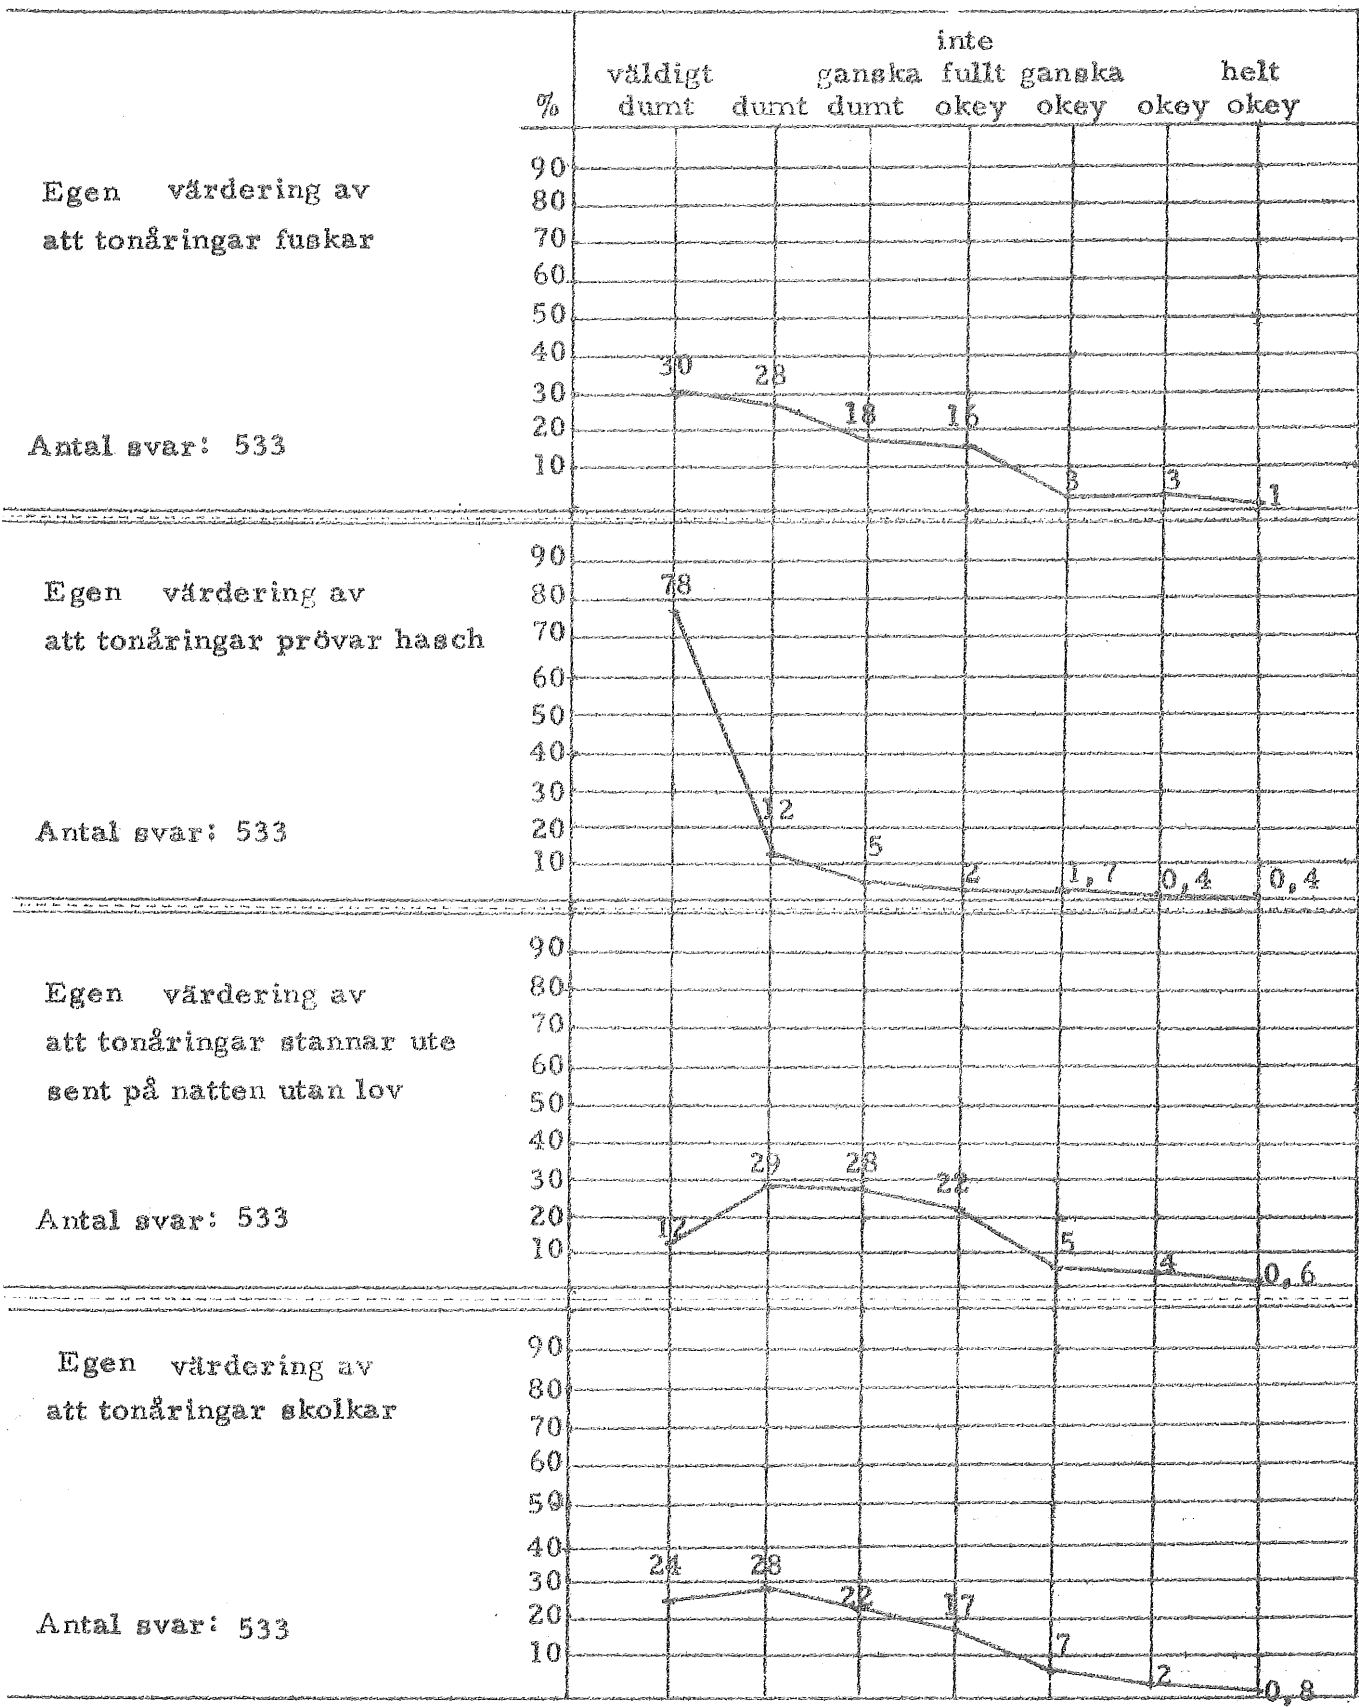 inte
väldigt ganska fullt ganska helt
% dumt dumt dumt okey okey okey okey
90
Egen värdering av
80
att tonåringar fuskar
70
60
50
40
30 28
30
18 16
20
Antal svar: 533
10
3 3 1
90
Egen värdering av
78
80
att tonåringar prövar hasch
70
60
50
40
30
12
20
Antal svar: 533
5
10
2 1,7 0,4 0,4
90
Egen värdering av
80
70
att tonåringar stannar ute
60
sent på natten utan lov
50
40
29 28
30
22
20
Antal svar: 533
12
10
5
4 0,6
90
Egen värdering av
80
att tonåringar skolkar
70
60
50
40
24 28
30
22 17
20
Antal svar: 533
10
7
2 0,8